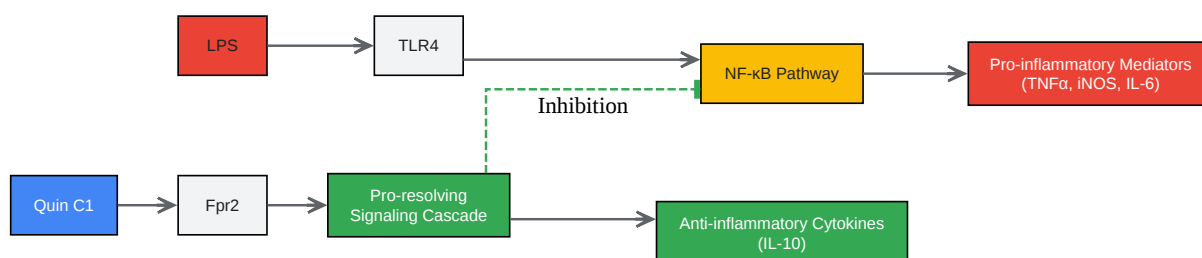 LPS
TLR4
NF-κB Pathway
Pro-inflammatory Mediators
(TNFα, iNOS, IL-6)
Inhibition
Quin C1
Fpr2
Pro-resolving
Signaling Cascade
Anti-inflammatory Cytokines
(IL-10)